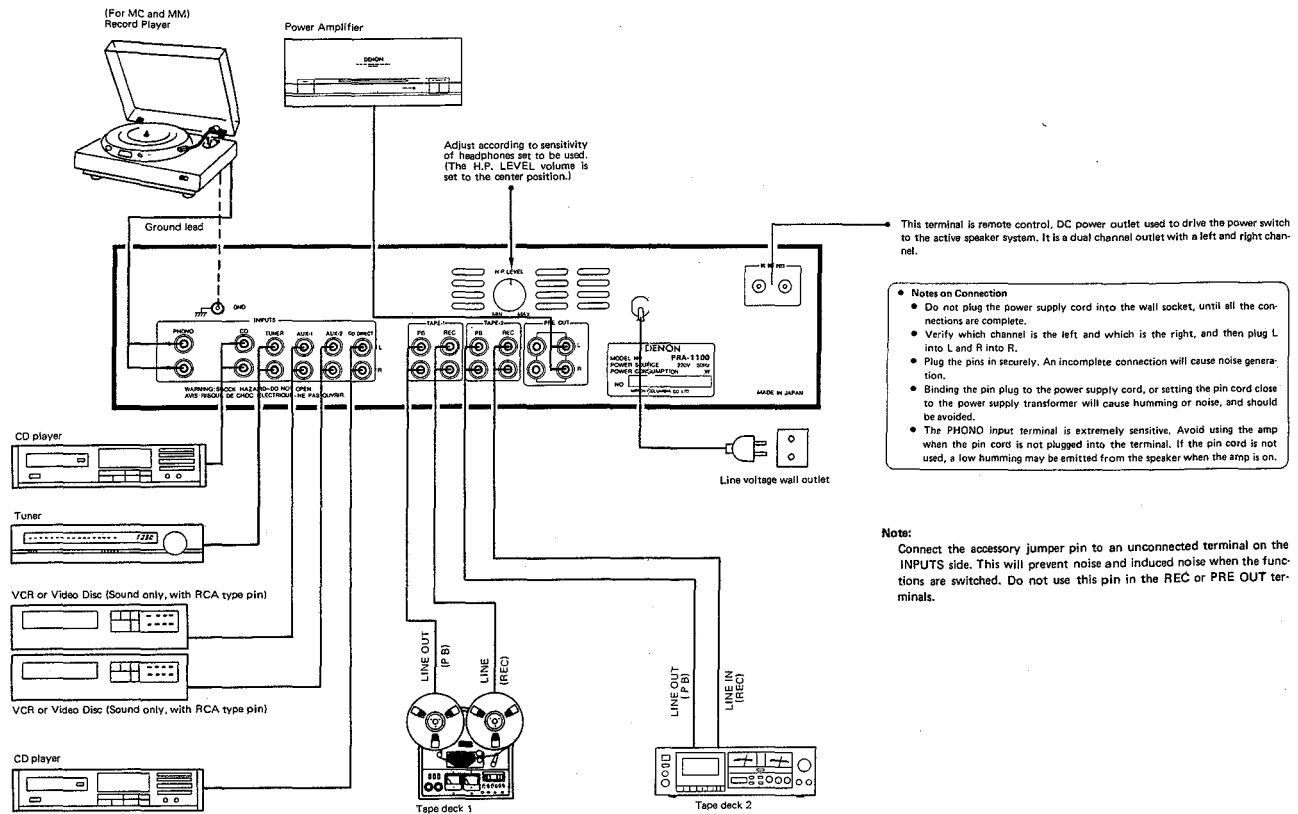 (For MC and MM)
Record Player
Power Amplifier
DENON
Adjust according to sensitivity
of headphones set to be used.
(The H.P. LEVEL volume is
set to the center position.)
Ground lead
This terminal is remote control, DC power outlet used to drive the power switch
to the active speaker system. It is a dual channel outlet with a left and right chan-
nel.
H.P. LEVEL
MIN MAX
GND
INPUTS
PHONO CD TUNER AUX-1 AUX-2 CD DIRECT
L
R
TAPE-1 TAPE-2 PRE OUT
PB REC PB REC
L
R
WARNING: SHOCK HAZARD-DO NOT OPEN.
AVIS: RISQUE DE CHOC ELECTRIQUE-NE PAS OUVRIR.
DENON
MODEL NO PRA-1100
POWER SOURCE 220V 50Hz
POWER CONSUMPTION W
NO
NIPPON COLUMBIA CO LTD
MADE IN JAPAN
• Notes on Connection
• Do not plug the power supply cord into the wall socket, until all the con-
nections are complete.
• Verify which channel is the left and which is the right, and then plug L
into L and R into R.
• Plug the pins in securely. An incomplete connection will cause noise genera-
tion.
• Binding the pin plug to the power supply cord, or setting the pin cord close
to the power supply transformer will cause humming or noise, and should
be avoided.
• The PHONO input terminal is extremely sensitive. Avoid using the amp
when the pin cord is not plugged into the terminal. If the pin cord is not
used, a low humming may be emitted from the speaker when the amp is on.
CD player
Line voltage wall outlet
Tuner
Note:
Connect the accessory jumper pin to an unconnected terminal on the
INPUTS side. This will prevent noise and induced noise when the func-
tions are switched. Do not use this pin in the REC or PRE OUT ter-
minals.
VCR or Video Disc (Sound only, with RCA type pin)
VCR or Video Disc (Sound only, with RCA type pin)
LINE OUT
(PB)
LINE
(REC)
LINE OUT
(PB)
LINE IN
(REC)
CD player
Tape deck 1
Tape deck 2